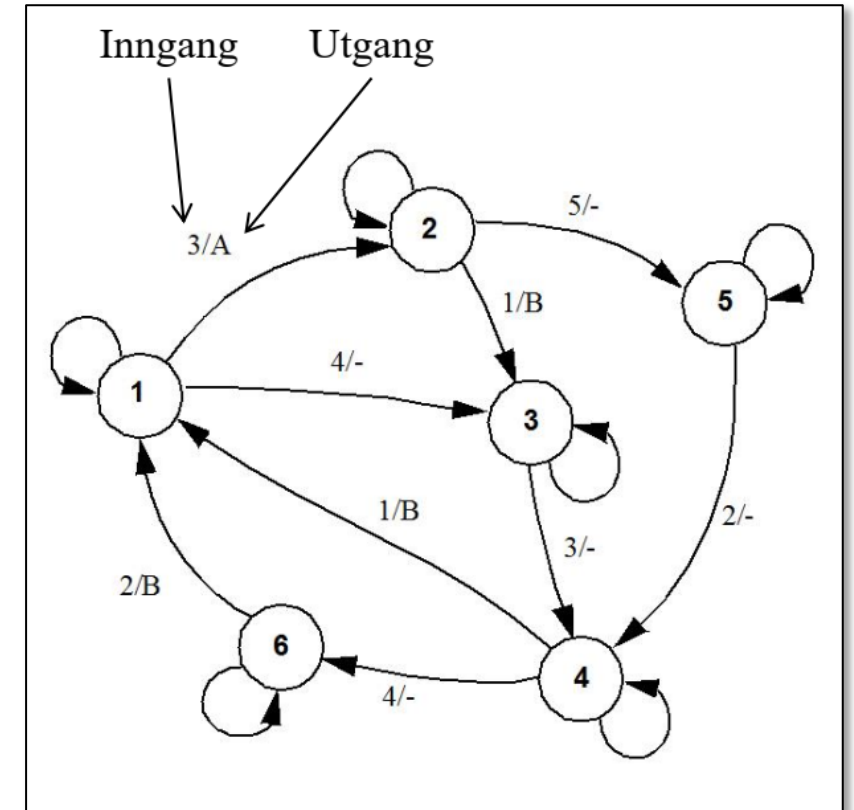 Inngang Utgang
2
5/-
3/A
5
1/B
4/-
1
3
1/B
2/-
3/-
2/B
6
4
4/-